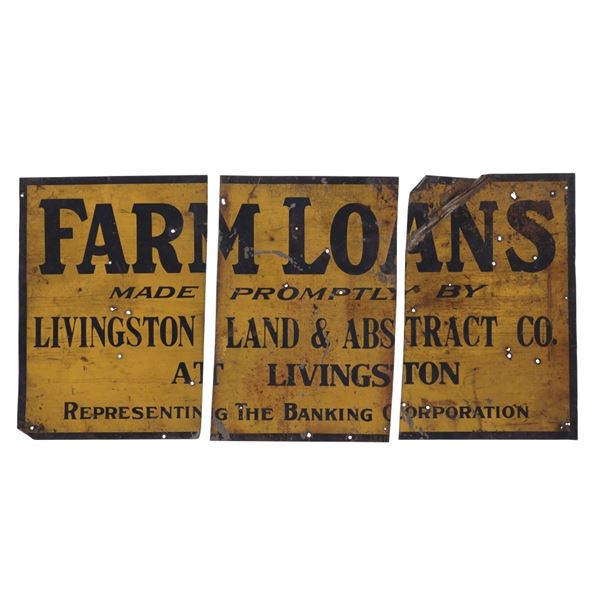 FARM LOANS
MADE PROMPTLY BY
LIVINGSTON LAND & ABSTRACT CO.
AT LIVINGSTON
REPRESENTING THE BANKING CORPORATION